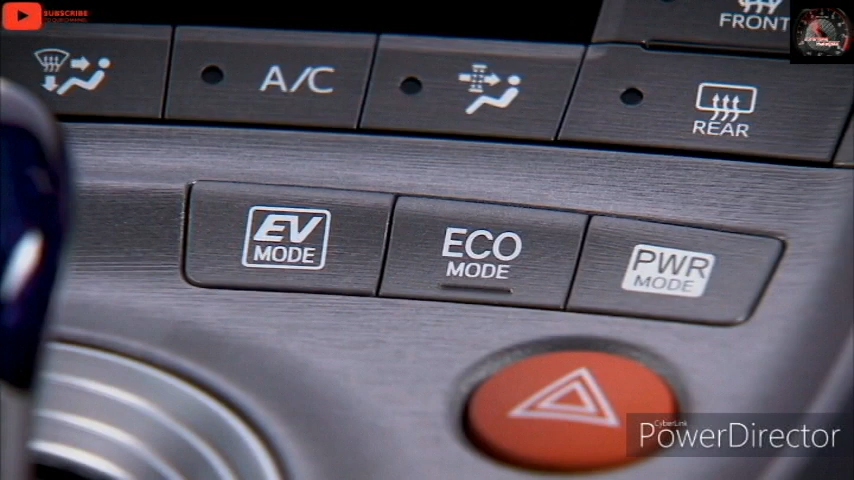 SUBSCRIBE
FRONT
A/C
REAR
EV
MODE
ECO
MODE
PWR
MODE
CyberLink
PowerDirector